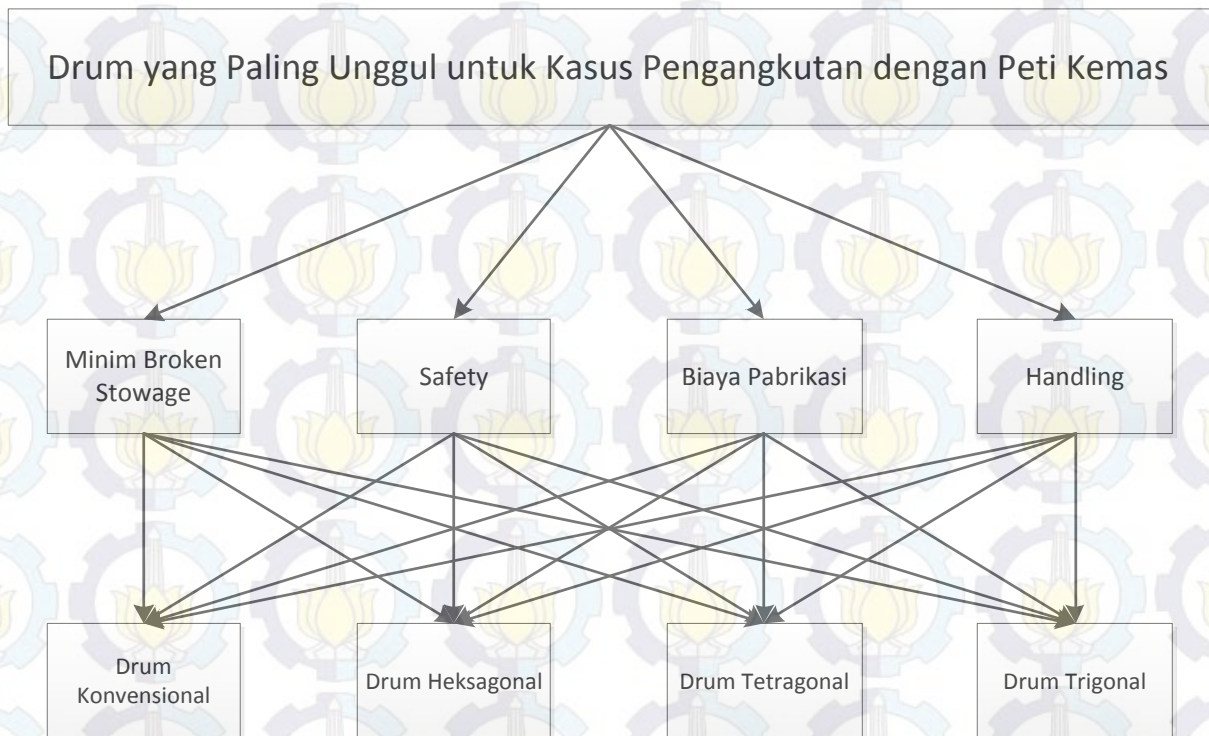 Drum yang Paling Unggul untuk Kasus Pengangkutan dengan Peti Kemas
Minim Broken
Stowage
Safety
Biaya Pabrikasi
Handling
Drum
Konvensional
Drum Heksagonal
Drum Tetragonal
Drum Trigonal